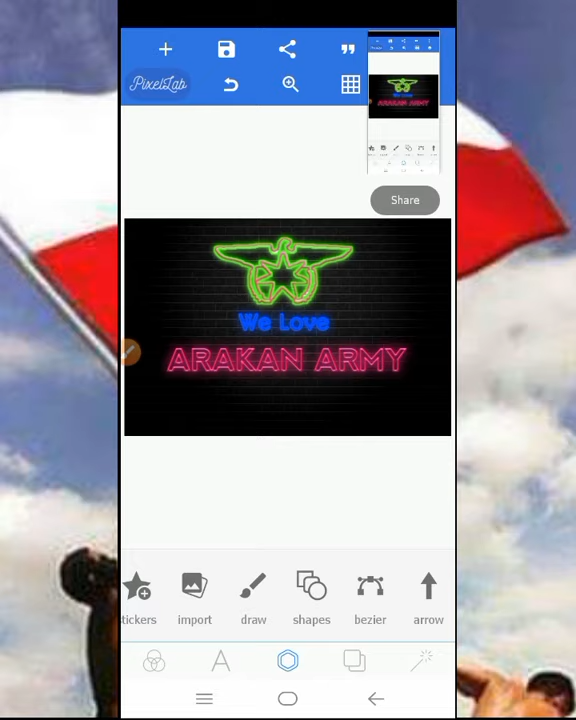 PixelLab
Share
We Love
ARAKAN ARMY
tickers
import
draw
shapes
bezier
arrow